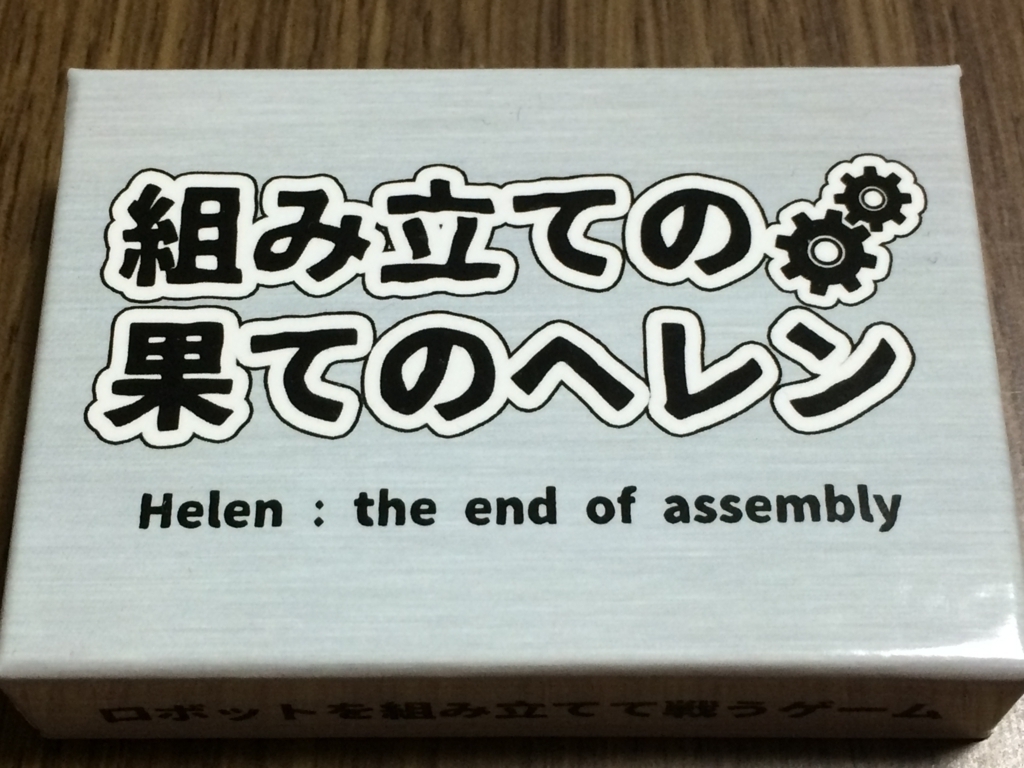 組み立ての
果てのヘレン
Helen : the end of assembly
ロボットを組み立てて戦うゲーム